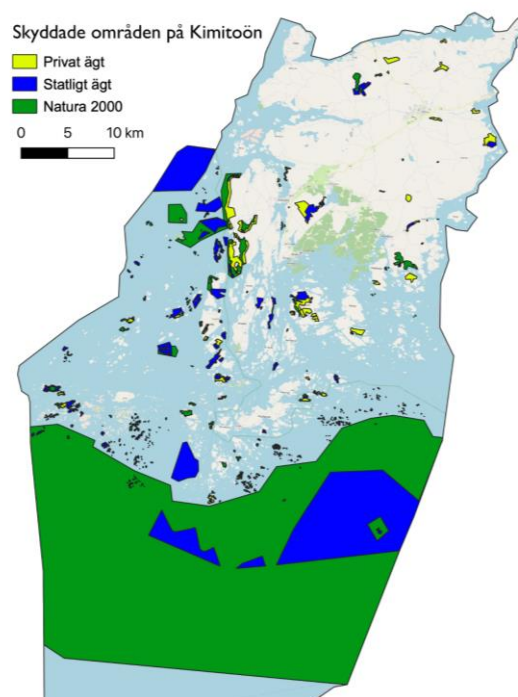 Skyddade områden på Kimitoön
Privat ägt
Statligt ägt
Natura 2000
0 5 10 km